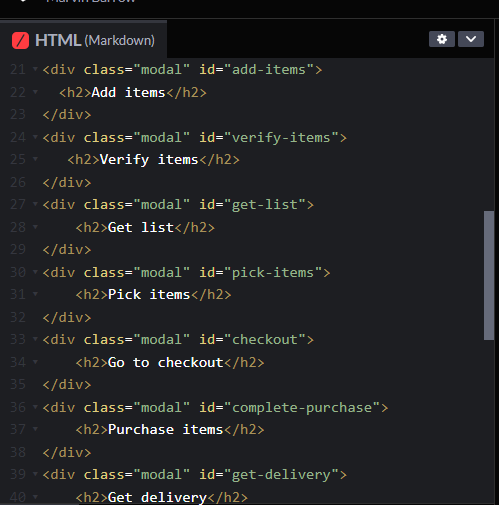 Marvin Barrow
HTML (Markdown)
21 <div class="modal" id="add-items">
22 <h2>Add items</h2>
23 </div>
24 <div class="modal" id="verify-items">
25 <h2>Verify items</h2>
26 </div>
27 <div class="modal" id="get-list">
28 <h2>Get list</h2>
29 </div>
30 <div class="modal" id="pick-items">
31 <h2>Pick items</h2>
32 </div>
33 <div class="modal" id="checkout">
34 <h2>Go to checkout</h2>
35 </div>
36 <div class="modal" id="complete-purchase">
37 <h2>Purchase items</h2>
38 </div>
39 <div class="modal" id="get-delivery">
40 <h2>Get delivery</h2>